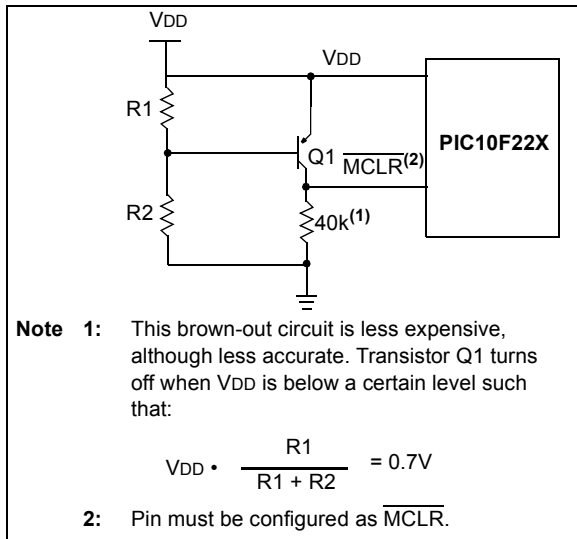 VDD
VDD
R1
Q1 MCLR(2)
PIC10F22X
R2
40k(1)
Note 1: This brown-out circuit is less expensive,
although less accurate. Transistor Q1 turns
off when VDD is below a certain level such
that:
VDD • R1 / R1 + R2 = 0.7V
2: Pin must be configured as MCLR.